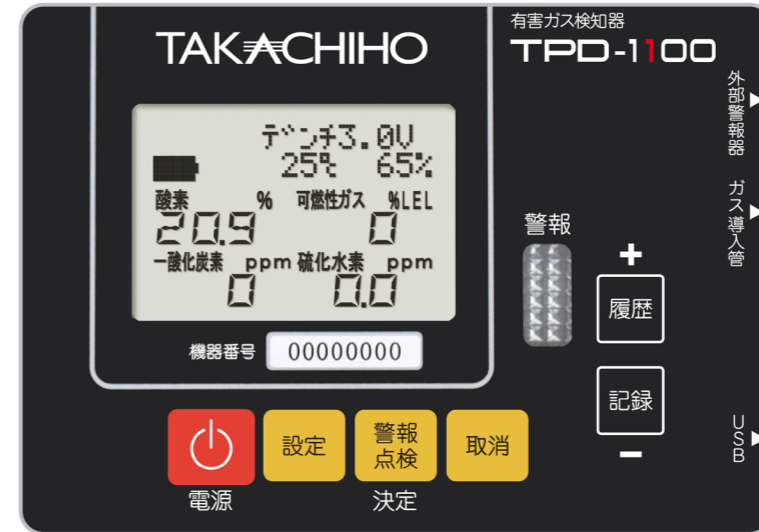 有害ガス検知器
TAKACHIHO
TPD-1100
外部警報器
デンチ3.0V
25℃ 65%
酸素 % 可燃性ガス %LEL
20.9 0
一酸化炭素 ppm 硫化水素 ppm
0 0.0
ガス導入管
警報
+
履歴
機器番号 00000000
記録
−
USB
設定
警報
点検
取消
電源
決定